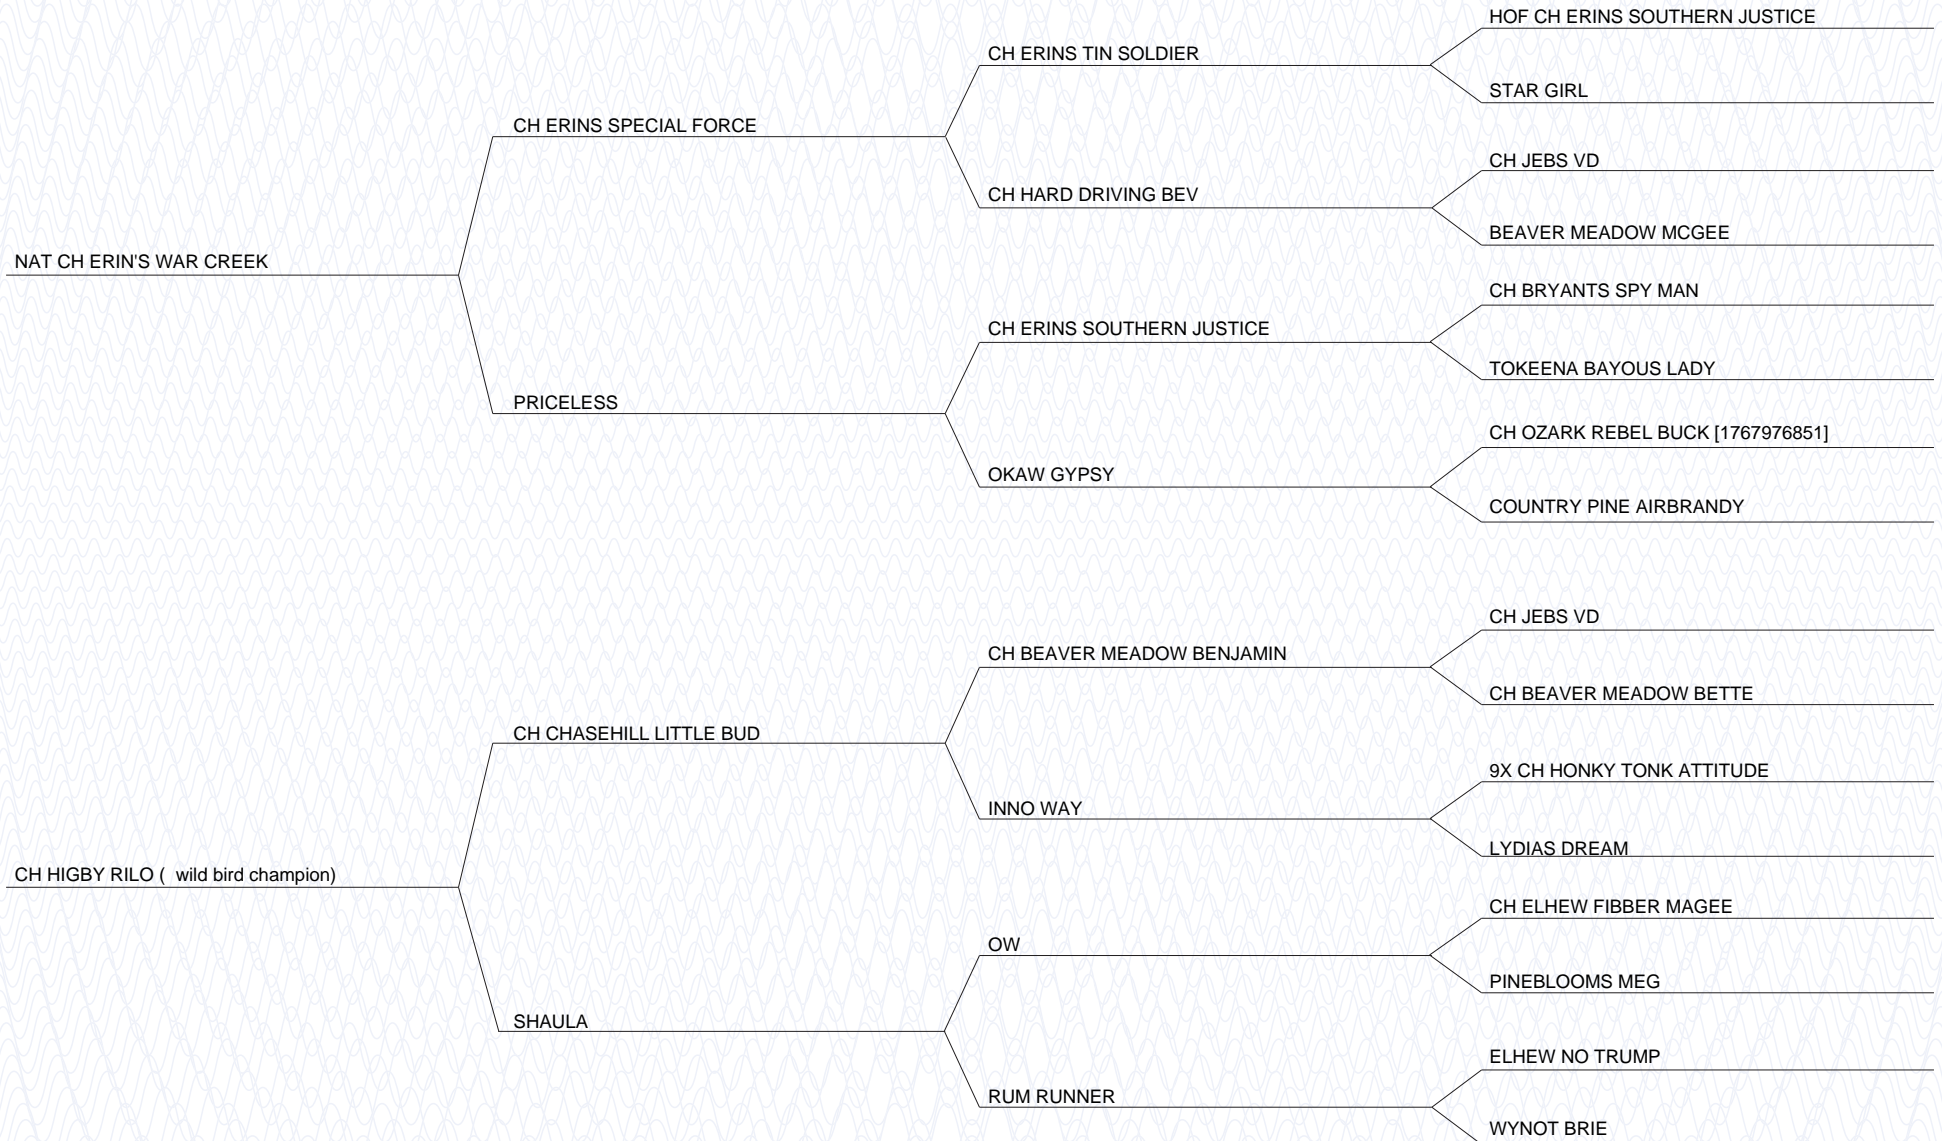 HOF CH ERINS SOUTHERN JUSTICE
CH ERINS TIN SOLDIER
STAR GIRL
CH ERINS SPECIAL FORCE
CH JEBS VD
CH HARD DRIVING BEV
BEAVER MEADOW MCGEE
NAT CH ERIN'S WAR CREEK
CH BRYANTS SPY MAN
CH ERINS SOUTHERN JUSTICE
TOKEENA BAYOUS LADY
PRICELESS
CH OZARK REBEL BUCK [1767976851]
OKAW GYPSY
COUNTRY PINE AIRBRANDY
CH JEBS VD
CH BEAVER MEADOW BENJAMIN
CH BEAVER MEADOW BETTE
CH CHASEHILL LITTLE BUD
9X CH HONKY TONK ATTITUDE
INNO WAY
LYDIAS DREAM
CH HIGBY RILO ( wild bird champion)
CH ELHEW FIBBER MAGEE
OW
PINEBLOOMS MEG
SHAULA
ELHEW NO TRUMP
RUM RUNNER
WYNOT BRIE